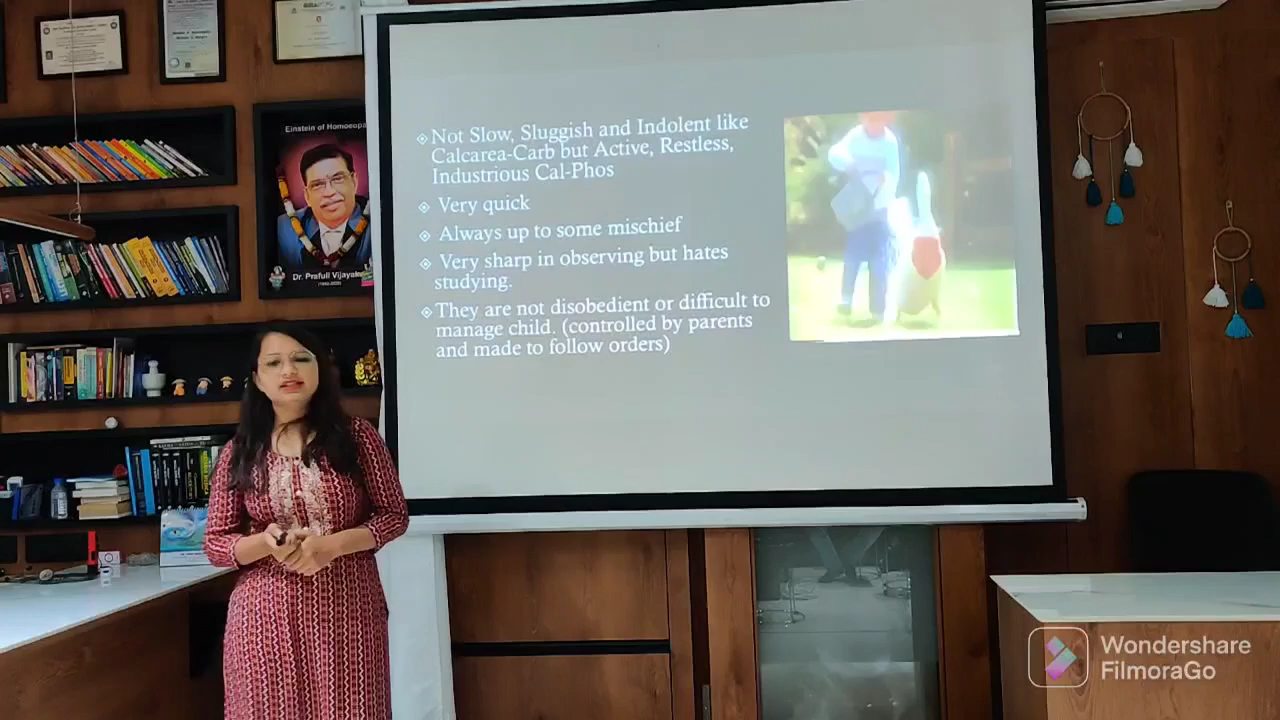 Einstein of Homoeopa
Dr. Prafull Vijayak
Not Slow, Sluggish and Indolent like
Calcarea-Carb but Active, Restless,
Industrious Cal-Phos
Very quick
Always up to some mischief
Very sharp in observing but hates
studying.
They are not disobedient or difficult to
manage child. (controlled by parents
and made to follow orders)
Wondershare
FilmoraGo